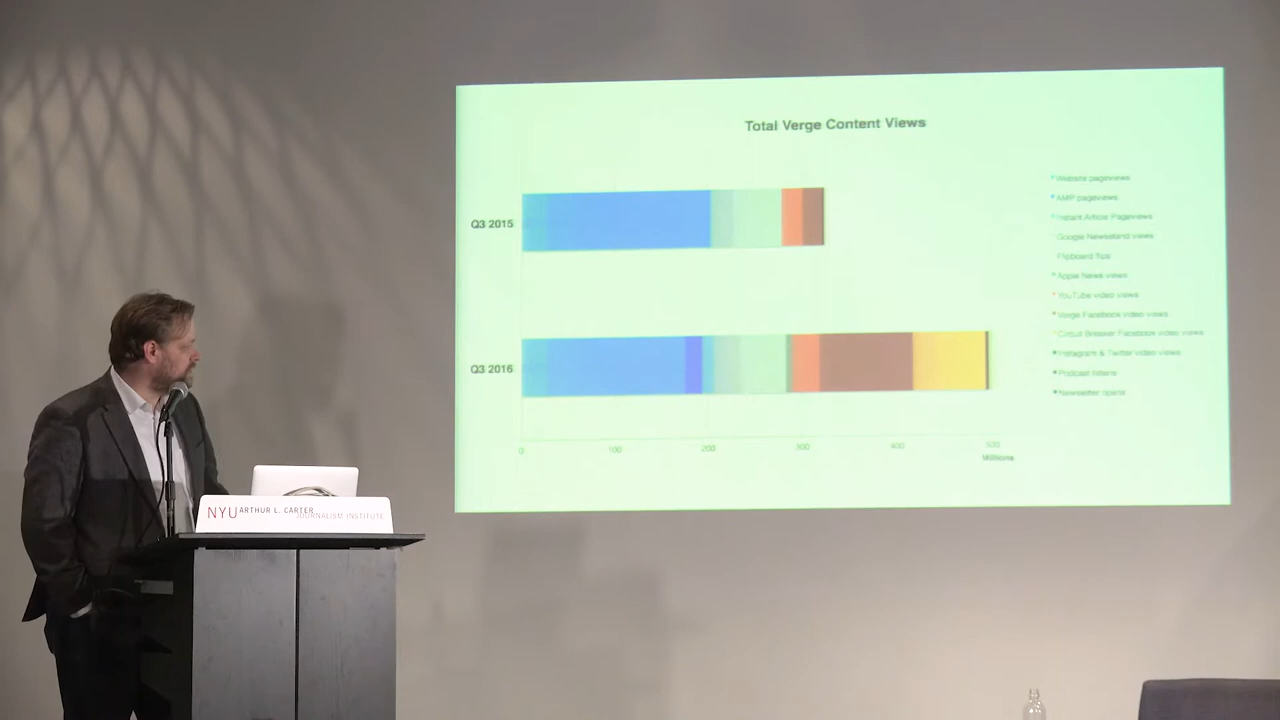 Total Verge Content Views
Q3 2015
Q3 2016
0 100 200 300 400 500
Millions
Website pageviews
AMP pageviews
Instant Article Pageviews
Google Newsstand views
Flipboard flips
Apple News views
YouTube video views
Verge Facebook video views
Circuit Breaker Facebook video views
Instagram & Twitter video views
Podcast listens
Newsletter opens
NYU ARTHUR L. CARTER
JOURNALISM INSTITUTE